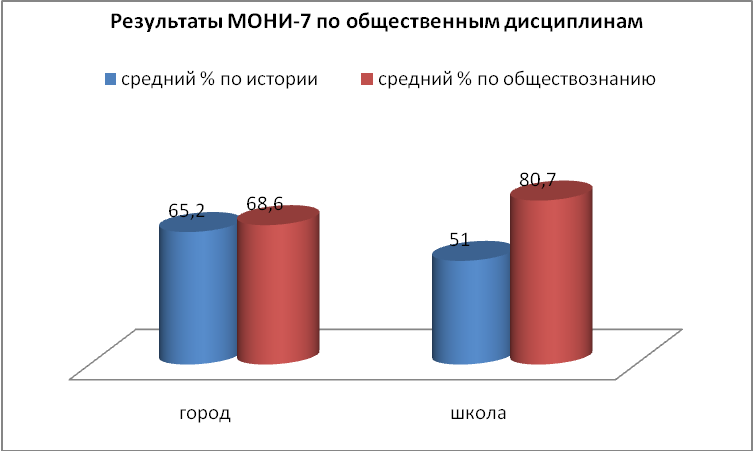 Результаты МОНИ-7 по общественным дисциплинам
средний % по истории средний % по обществознанию
65,2 68,6 51 80,7
город школа